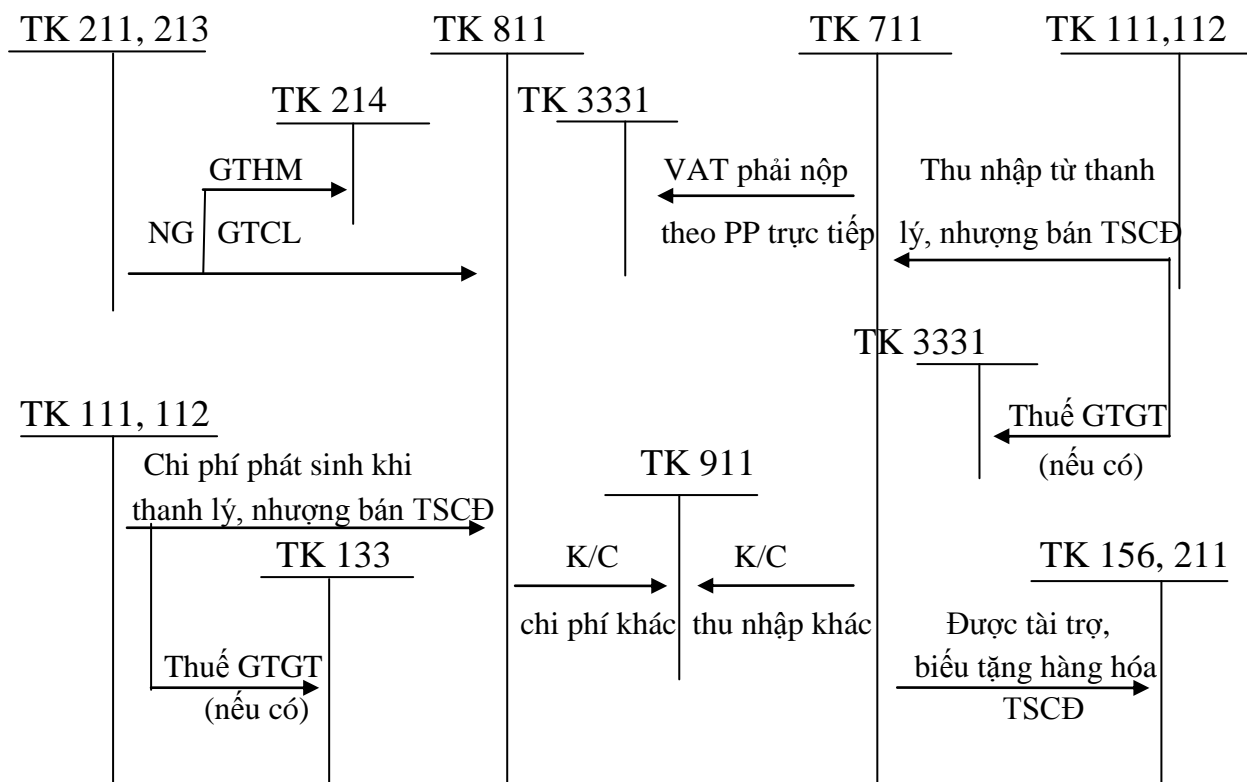 TK 211, 213
TK 811
TK 711
TK 111,112
TK 214
TK 3331
GTHM
VAT phải nộp
Thu nhập từ thanh
NG
GTCL
theo PP trực tiếp
lý, nhượng bán TSCĐ
TK 3331
TK 111, 112
Thuế GTGT
(nếu có)
Chi phí phát sinh khi
thanh lý, nhượng bán TSCĐ
TK 911
TK 133
K/C
K/C
TK 156, 211
chi phí khác
thu nhập khác
Được tài trợ,
biếu tặng hàng hóa
TSCĐ
Thuế GTGT
(nếu có)